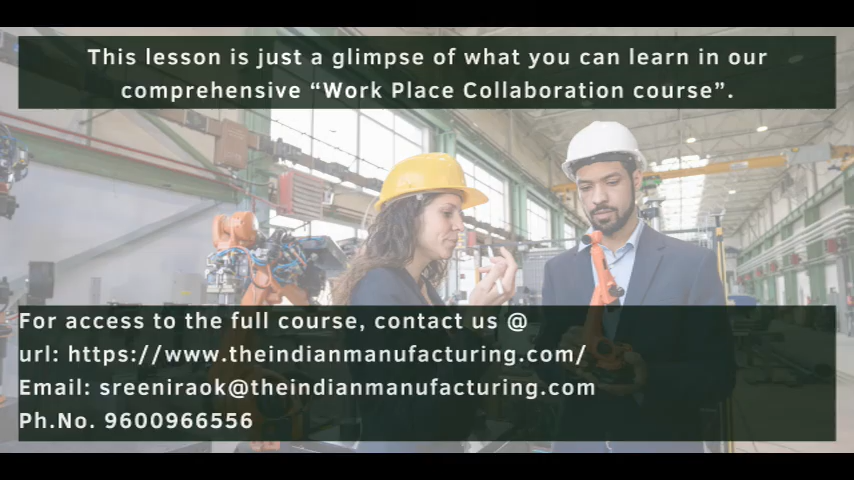 This lesson is just a glimpse of what you can learn in our
comprehensive “Work Place Collaboration course”.
For access to the full course, contact us @
url: https://www.theindianmanufacturing.com/
Email: sreeniraok@theindianmanufacturing.com
Ph.No. 9600966556